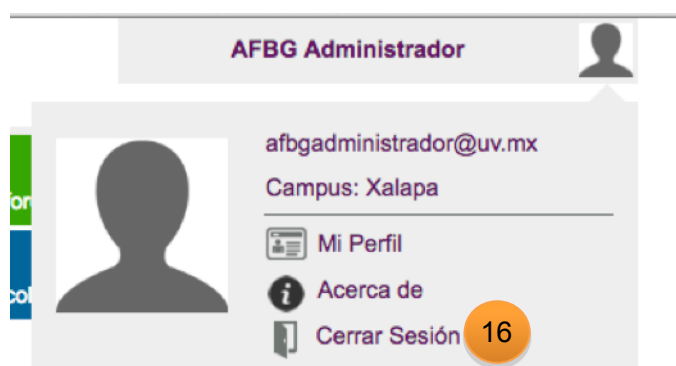 AFBG Administrador
afbgadministrador@uv.mx
Campus: Xalapa
Mi Perfil
Acerca de
Cerrar Sesión 16